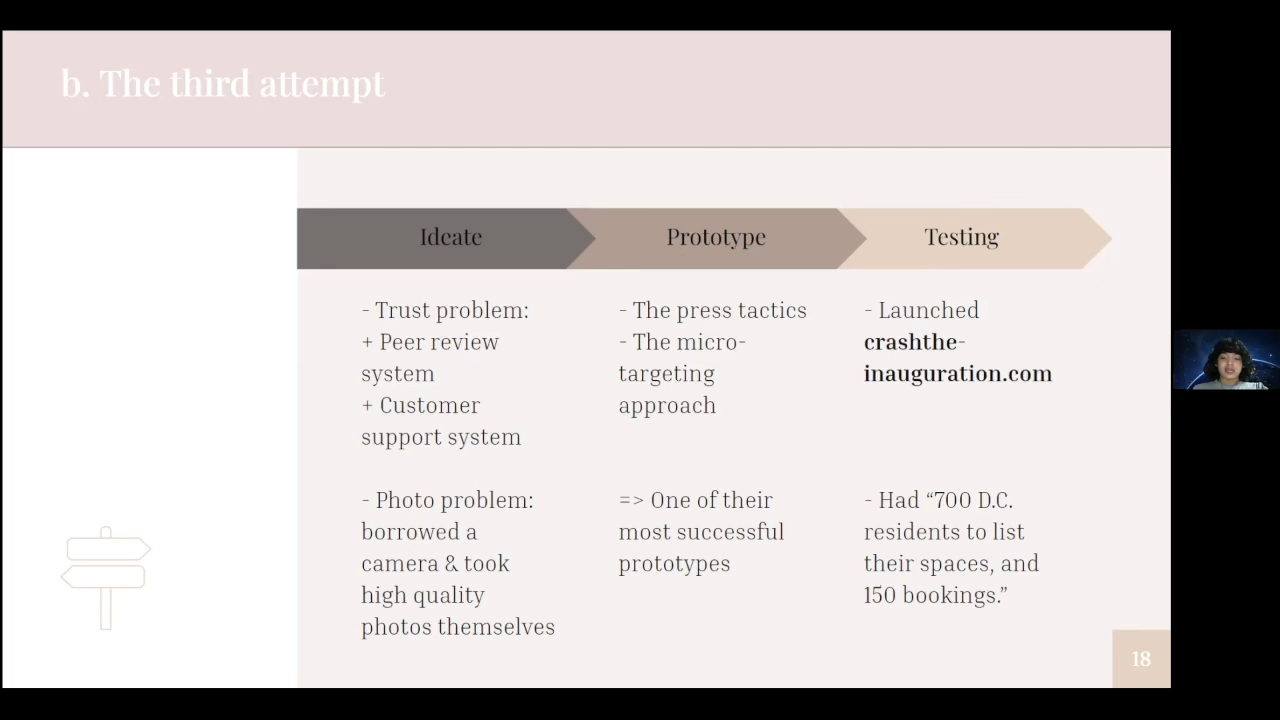 b. The third attempt
Ideate
Prototype
Testing
- Trust problem:
+ Peer review
system
+ Customer
support system
- Photo problem:
borrowed a
camera & took
high quality
photos themselves
- The press tactics
- The micro-
targeting
approach
=> One of their
most successful
prototypes
- Launched
crashthe-
inauguration.com
- Had “700 D.C.
residents to list
their spaces, and
150 bookings.”
18